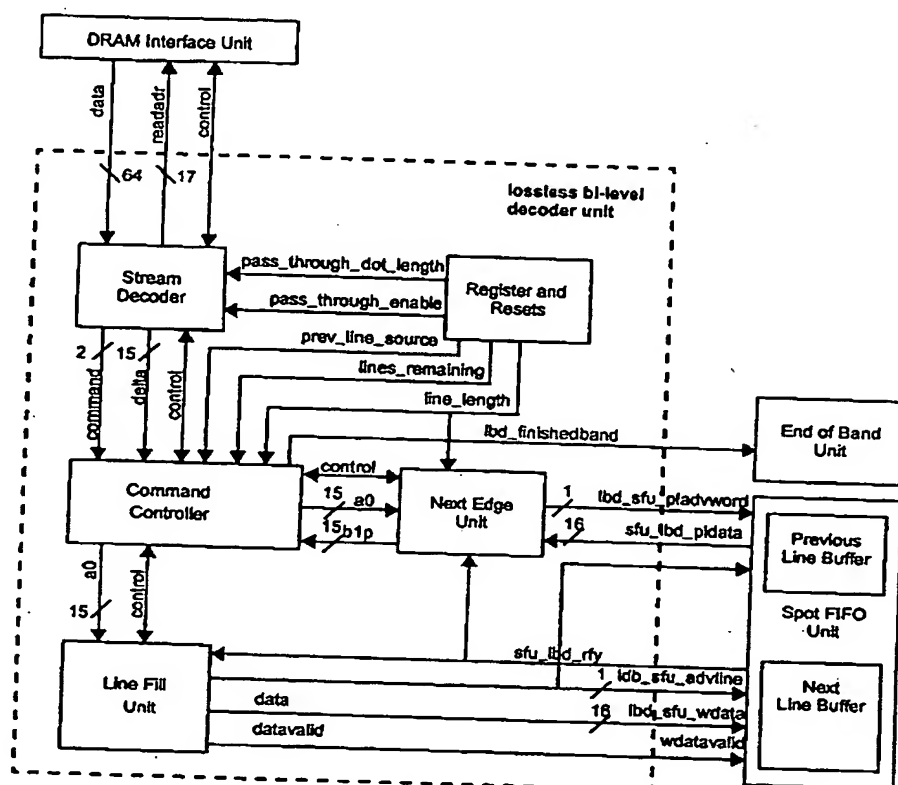 DRAM Interface Unit
data
readadr
control
64
17
lossless bi-level
decoder unit
Stream
Decoder
pass_through_dot_length
pass_through_enable
Register and
Resets
prev_line_source
lines_remaining
line_length
2
15
command
delta
control
lbd_finishedband
End of Band
Unit
Command
Controller
control
15
a0
15
b1p
Next Edge
Unit
1
lbd_sfu_pladvword
16
sfu_lbd_pldata
Previous
Line Buffer
Spot FIFO
Unit
a0
15
control
Line Fill
Unit
sfu_lbd_rfy
1
ldb_sfu_advline
data
16
lbd_sfu_wdata
datavalid
wdatavalid
Next
Line Buffer